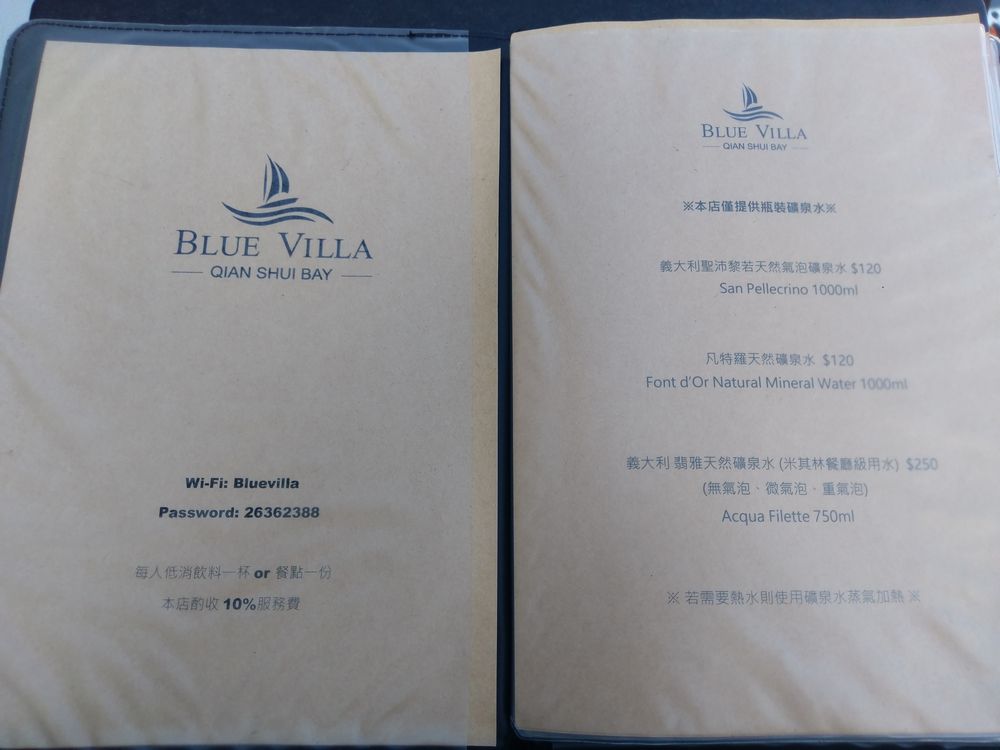 BLUE VILLA
QIAN SHUI BAY
Wi-Fi: Bluevilla
Password: 26362388
每人低消飲料一杯 or 餐點一份
本店酌收 10%服務費
BLUE VILLA
QIAN SHUI BAY
※本店僅提供瓶裝礦泉水※
義大利聖沛黎若天然氣泡礦泉水 $120
San Pellecrino 1000ml
凡特羅天然礦泉水 $120
Font d'Or Natural Mineral Water 1000ml
義大利 翡雅天然礦泉水 (米其林餐廳級用水) $250
(無氣泡、微氣泡、重氣泡)
Acqua Filette 750ml
※ 若需要熱水則使用礦泉水蒸氣加熱 ※